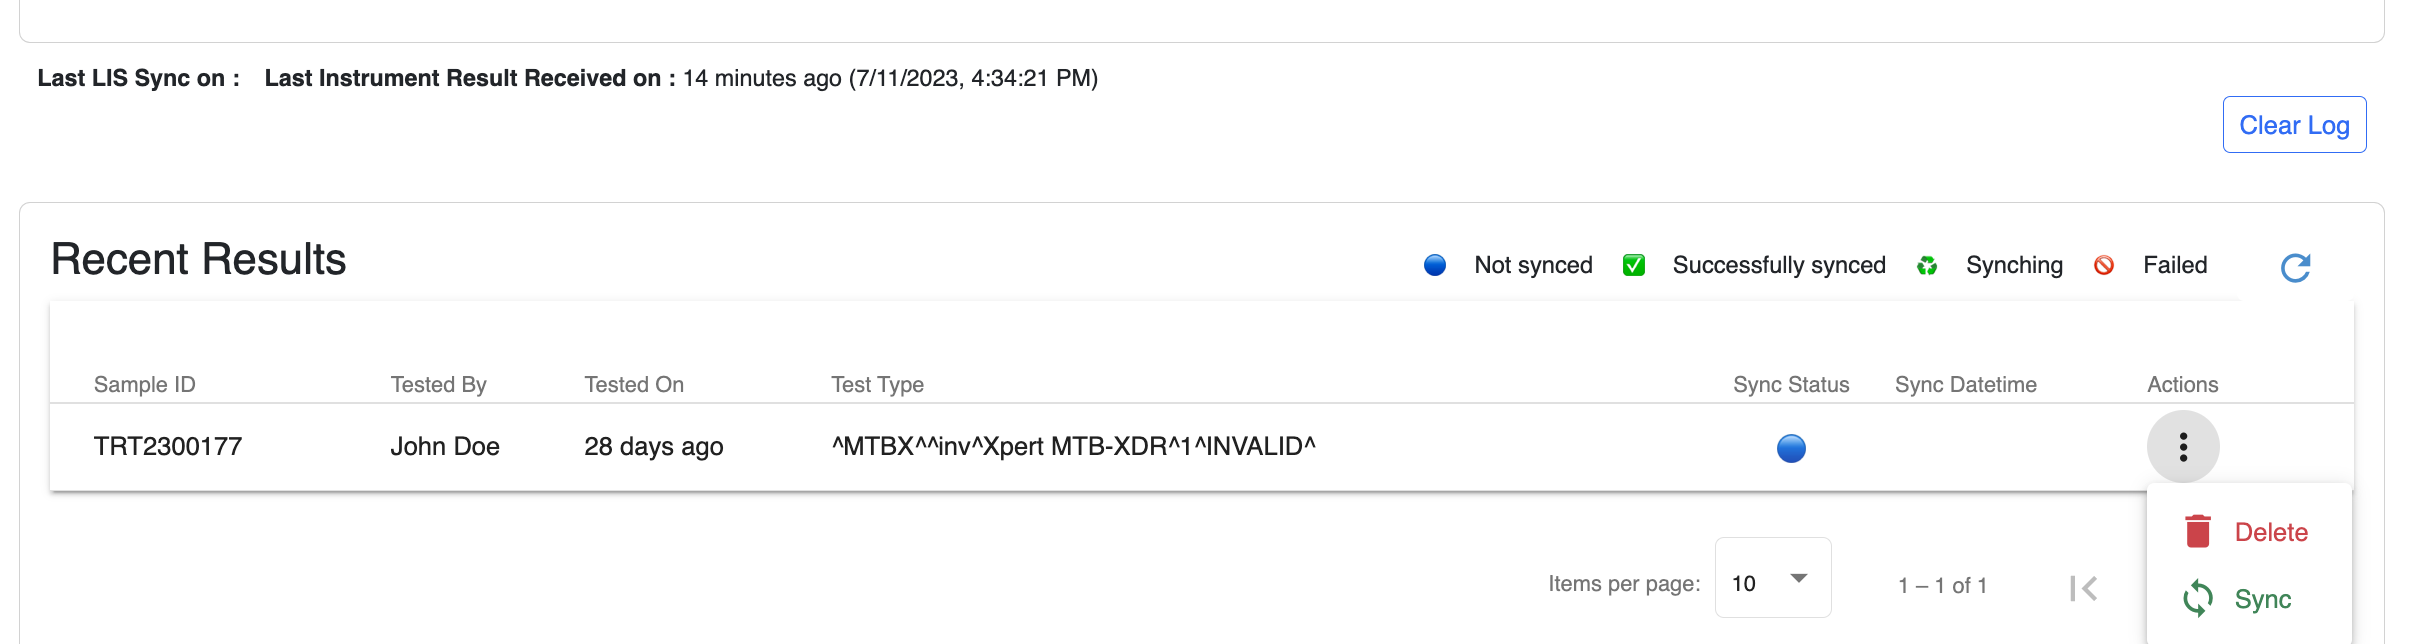 Last LIS Sync on : Last Instrument Result Received on : 14 minutes ago (7/11/2023, 4:34:21 PM)
Clear Log
Recent Results
Not synced Successfully synced Synching Failed
Sample ID Tested By Tested On Test Type Sync Status Sync Datetime Actions
TRT2300177 John Doe 28 days ago ^MTBX^^inv^Xpert MTB-XDR^1^INVALID^
Delete
Items per page: 10 1 – 1 of 1
Sync